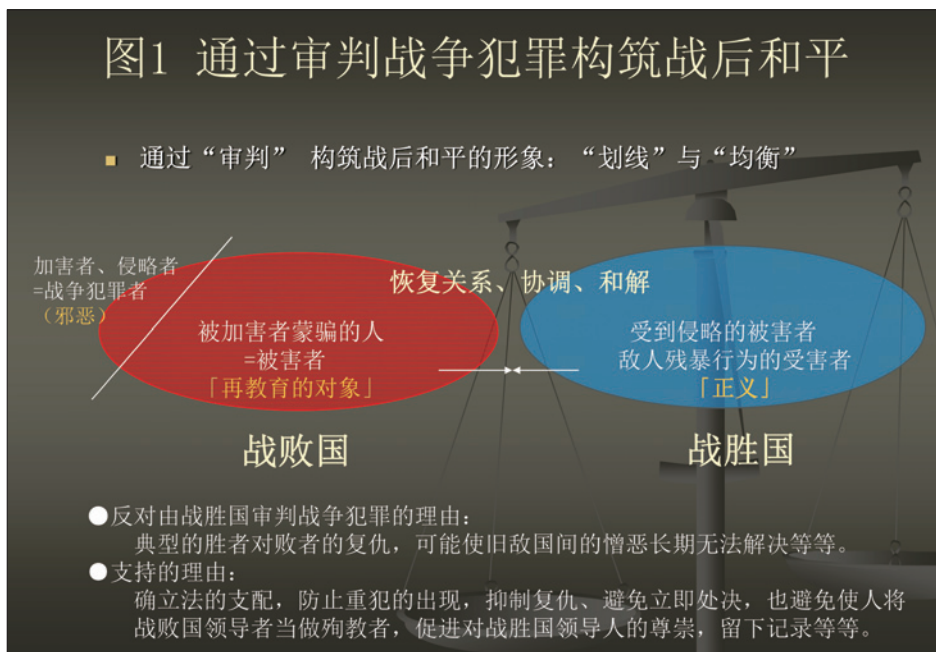 图1 通过审判战争犯罪构筑战后和平
■ 通过“审判” 构筑战后和平的形象：“划线”与“均衡”
加害者、侵略者
=战争犯罪者
（邪恶）
恢复关系、协调、和解
被加害者蒙骗的人
=被害者
「再教育的对象」
受到侵略的被害者
敌人残暴行为的受害者
「正义」
战败国
战胜国
●反对由战胜国审判战争犯罪的理由：
典型的胜者对败者的复仇，可能使旧敌国间的憎恶长期无法解决等等。
●支持的理由：
确立法的支配，防止重犯的出现，抑制复仇、避免立即处决，也避免使人将
战败国领导者当做殉教者，促进对战胜国领导人的尊崇，留下记录等等。